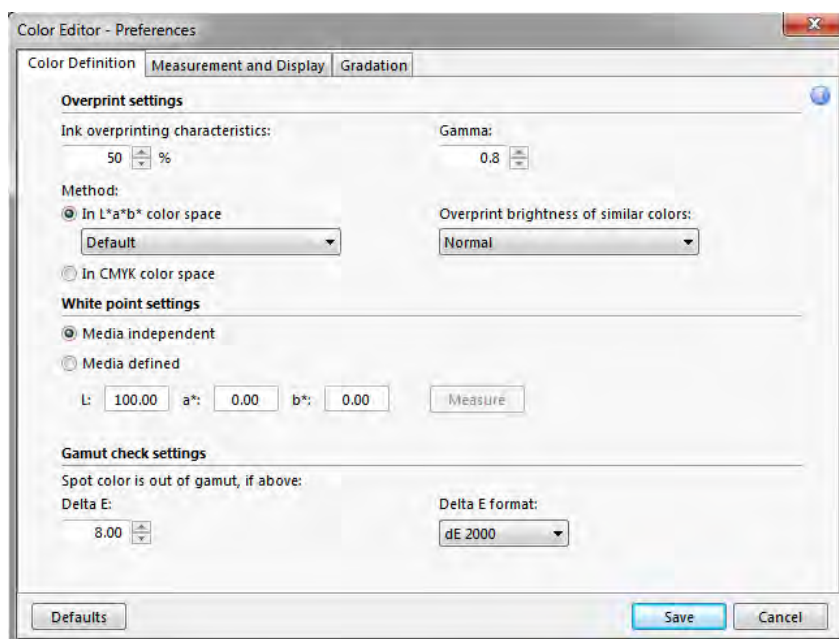 Color Editor - Preferences
Color Definition Measurement and Display Gradation
Overprint settings
Ink overprinting characteristics: Gamma:
50 % 0.8
Method:
In L*a*b* color space Overprint brightness of similar colors:
Default Normal
In CMYK color space
White point settings
Media independent
Media defined
L: 100.00 a*: 0.00 b*: 0.00 Measure
Gamut check settings
Spot color is out of gamut, if above:
Delta E: Delta E format:
8.00 dE 2000
Defaults Save Cancel